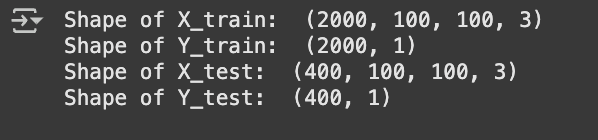 Shape of X_train:  (2000, 100, 100, 3)
Shape of Y_train:  (2000, 1)
Shape of X_test:  (400, 100, 100, 3)
Shape of Y_test:  (400, 1)